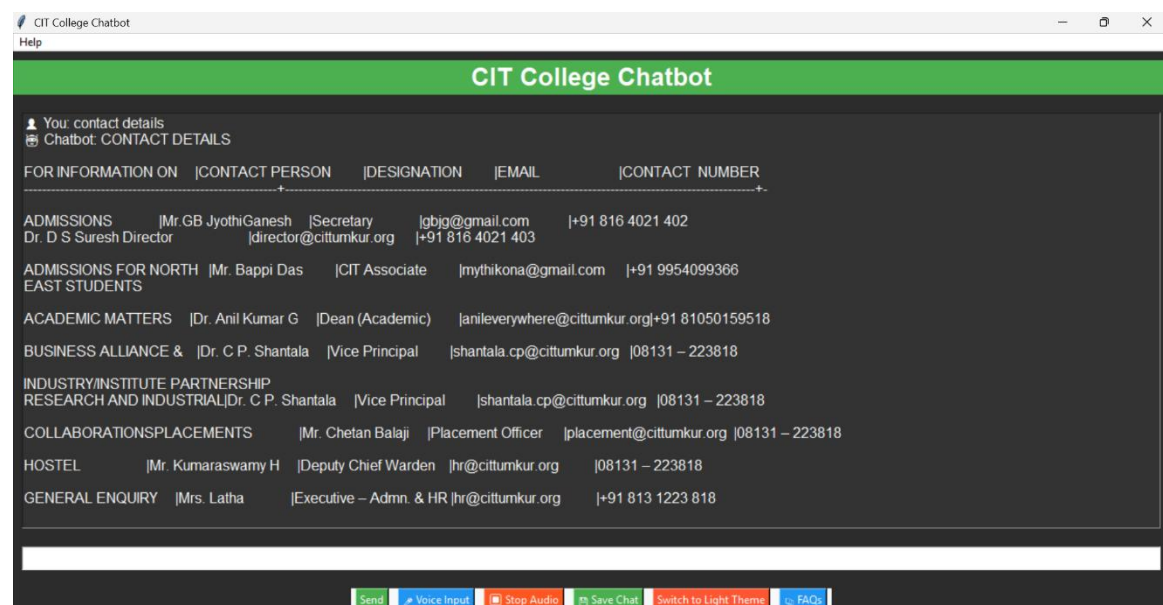 CIT College Chatbot
Help
CIT College Chatbot
You: contact details
Chatbot: CONTACT DETAILS
FOR INFORMATION ON |CONTACT PERSON |DESIGNATION |EMAIL |CONTACT NUMBER
--------------------------------------------------------+---------------------------------------------------------------------------------------------------------+-
ADMISSIONS |Mr.GB JyothiGanesh |Secretary |gbjg@gmail.com |+91 816 4021 402
Dr. D S Suresh Director |director@cittumkur.org |+91 816 4021 403
ADMISSIONS FOR NORTH |Mr. Bappi Das |CIT Associate |mythikona@gmail.com |+91 9954099366
EAST STUDENTS
ACADEMIC MATTERS |Dr. Anil Kumar G |Dean (Academic) |anileverywhere@cittumkur.org|+91 81050159518
BUSINESS ALLIANCE & |Dr. C P. Shantala |Vice Principal |shantala.cp@cittumkur.org |08131 – 223818
INDUSTRY/INSTITUTE PARTNERSHIP
RESEARCH AND INDUSTRIAL|Dr. C P. Shantala |Vice Principal |shantala.cp@cittumkur.org |08131 – 223818
COLLABORATIONSPLACEMENTS |Mr. Chetan Balaji |Placement Officer |placement@cittumkur.org |08131 – 223818
HOSTEL |Mr. Kumaraswamy H |Deputy Chief Warden |hr@cittumkur.org |08131 – 223818
GENERAL ENQUIRY |Mrs. Latha |Executive – Admn. & HR |hr@cittumkur.org |+91 813 1223 818
Send Voice Input Stop Audio Save Chat Switch to Light Theme FAQs